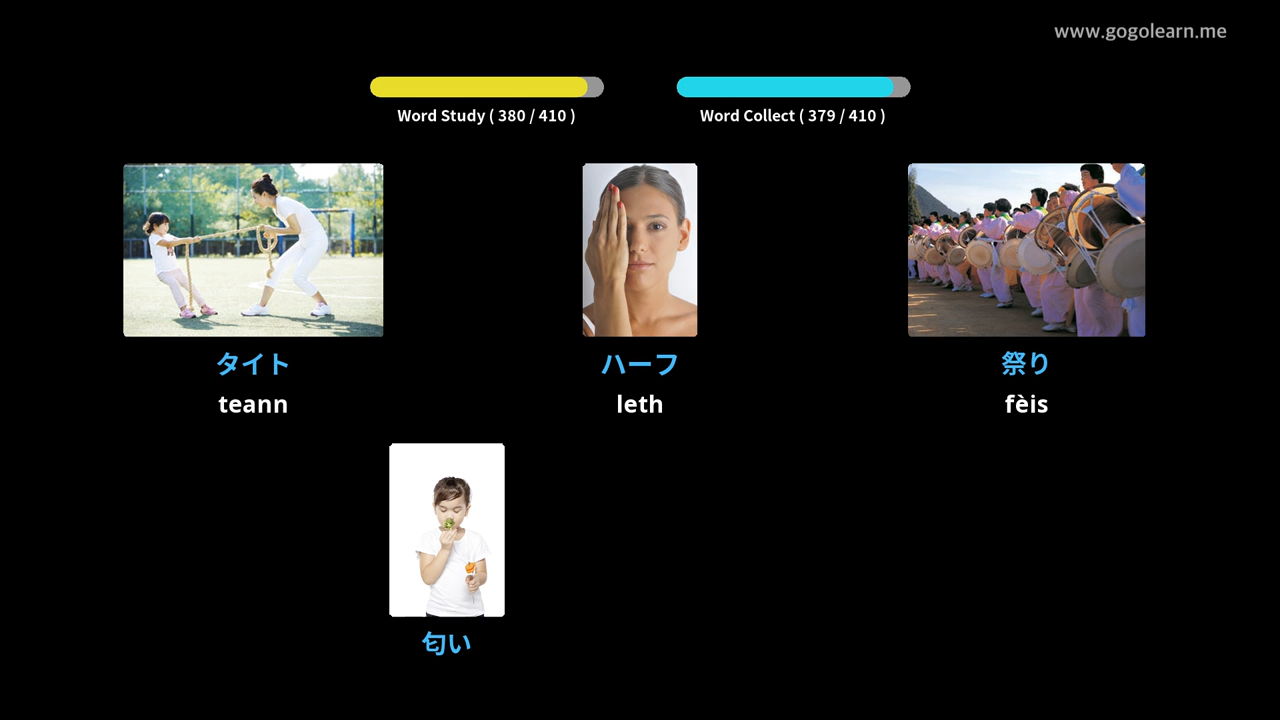 www.gogolearn.me
Word Study ( 380 / 410 )
Word Collect ( 379 / 410 )
タイト
teann
ハーフ
leth
祭り
fèis
匂い